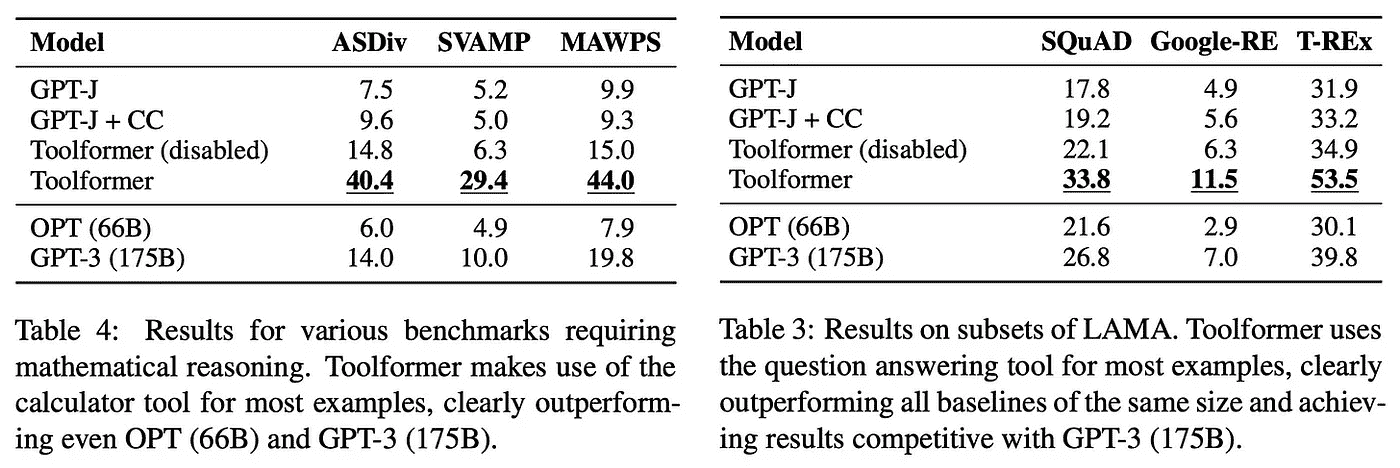 Model ASDiv SVAMP MAWPS
GPT-J 7.5 5.2 9.9
GPT-J + CC 9.6 5.0 9.3
Toolformer (disabled) 14.8 6.3 15.0
Toolformer 40.4 29.4 44.0
OPT (66B) 6.0 4.9 7.9
GPT-3 (175B) 14.0 10.0 19.8
Table 4: Results for various benchmarks requiring
mathematical reasoning. Toolformer makes use of the
calculator tool for most examples, clearly outperform-
ing even OPT (66B) and GPT-3 (175B).
Model SQuAD Google-RE T-REx
GPT-J 17.8 4.9 31.9
GPT-J + CC 19.2 5.6 33.2
Toolformer (disabled) 22.1 6.3 34.9
Toolformer 33.8 11.5 53.5
OPT (66B) 21.6 2.9 30.1
GPT-3 (175B) 26.8 7.0 39.8
Table 3: Results on subsets of LAMA. Toolformer uses
the question answering tool for most examples, clearly
outperforming all baselines of the same size and achiev-
ing results competitive with GPT-3 (175B).